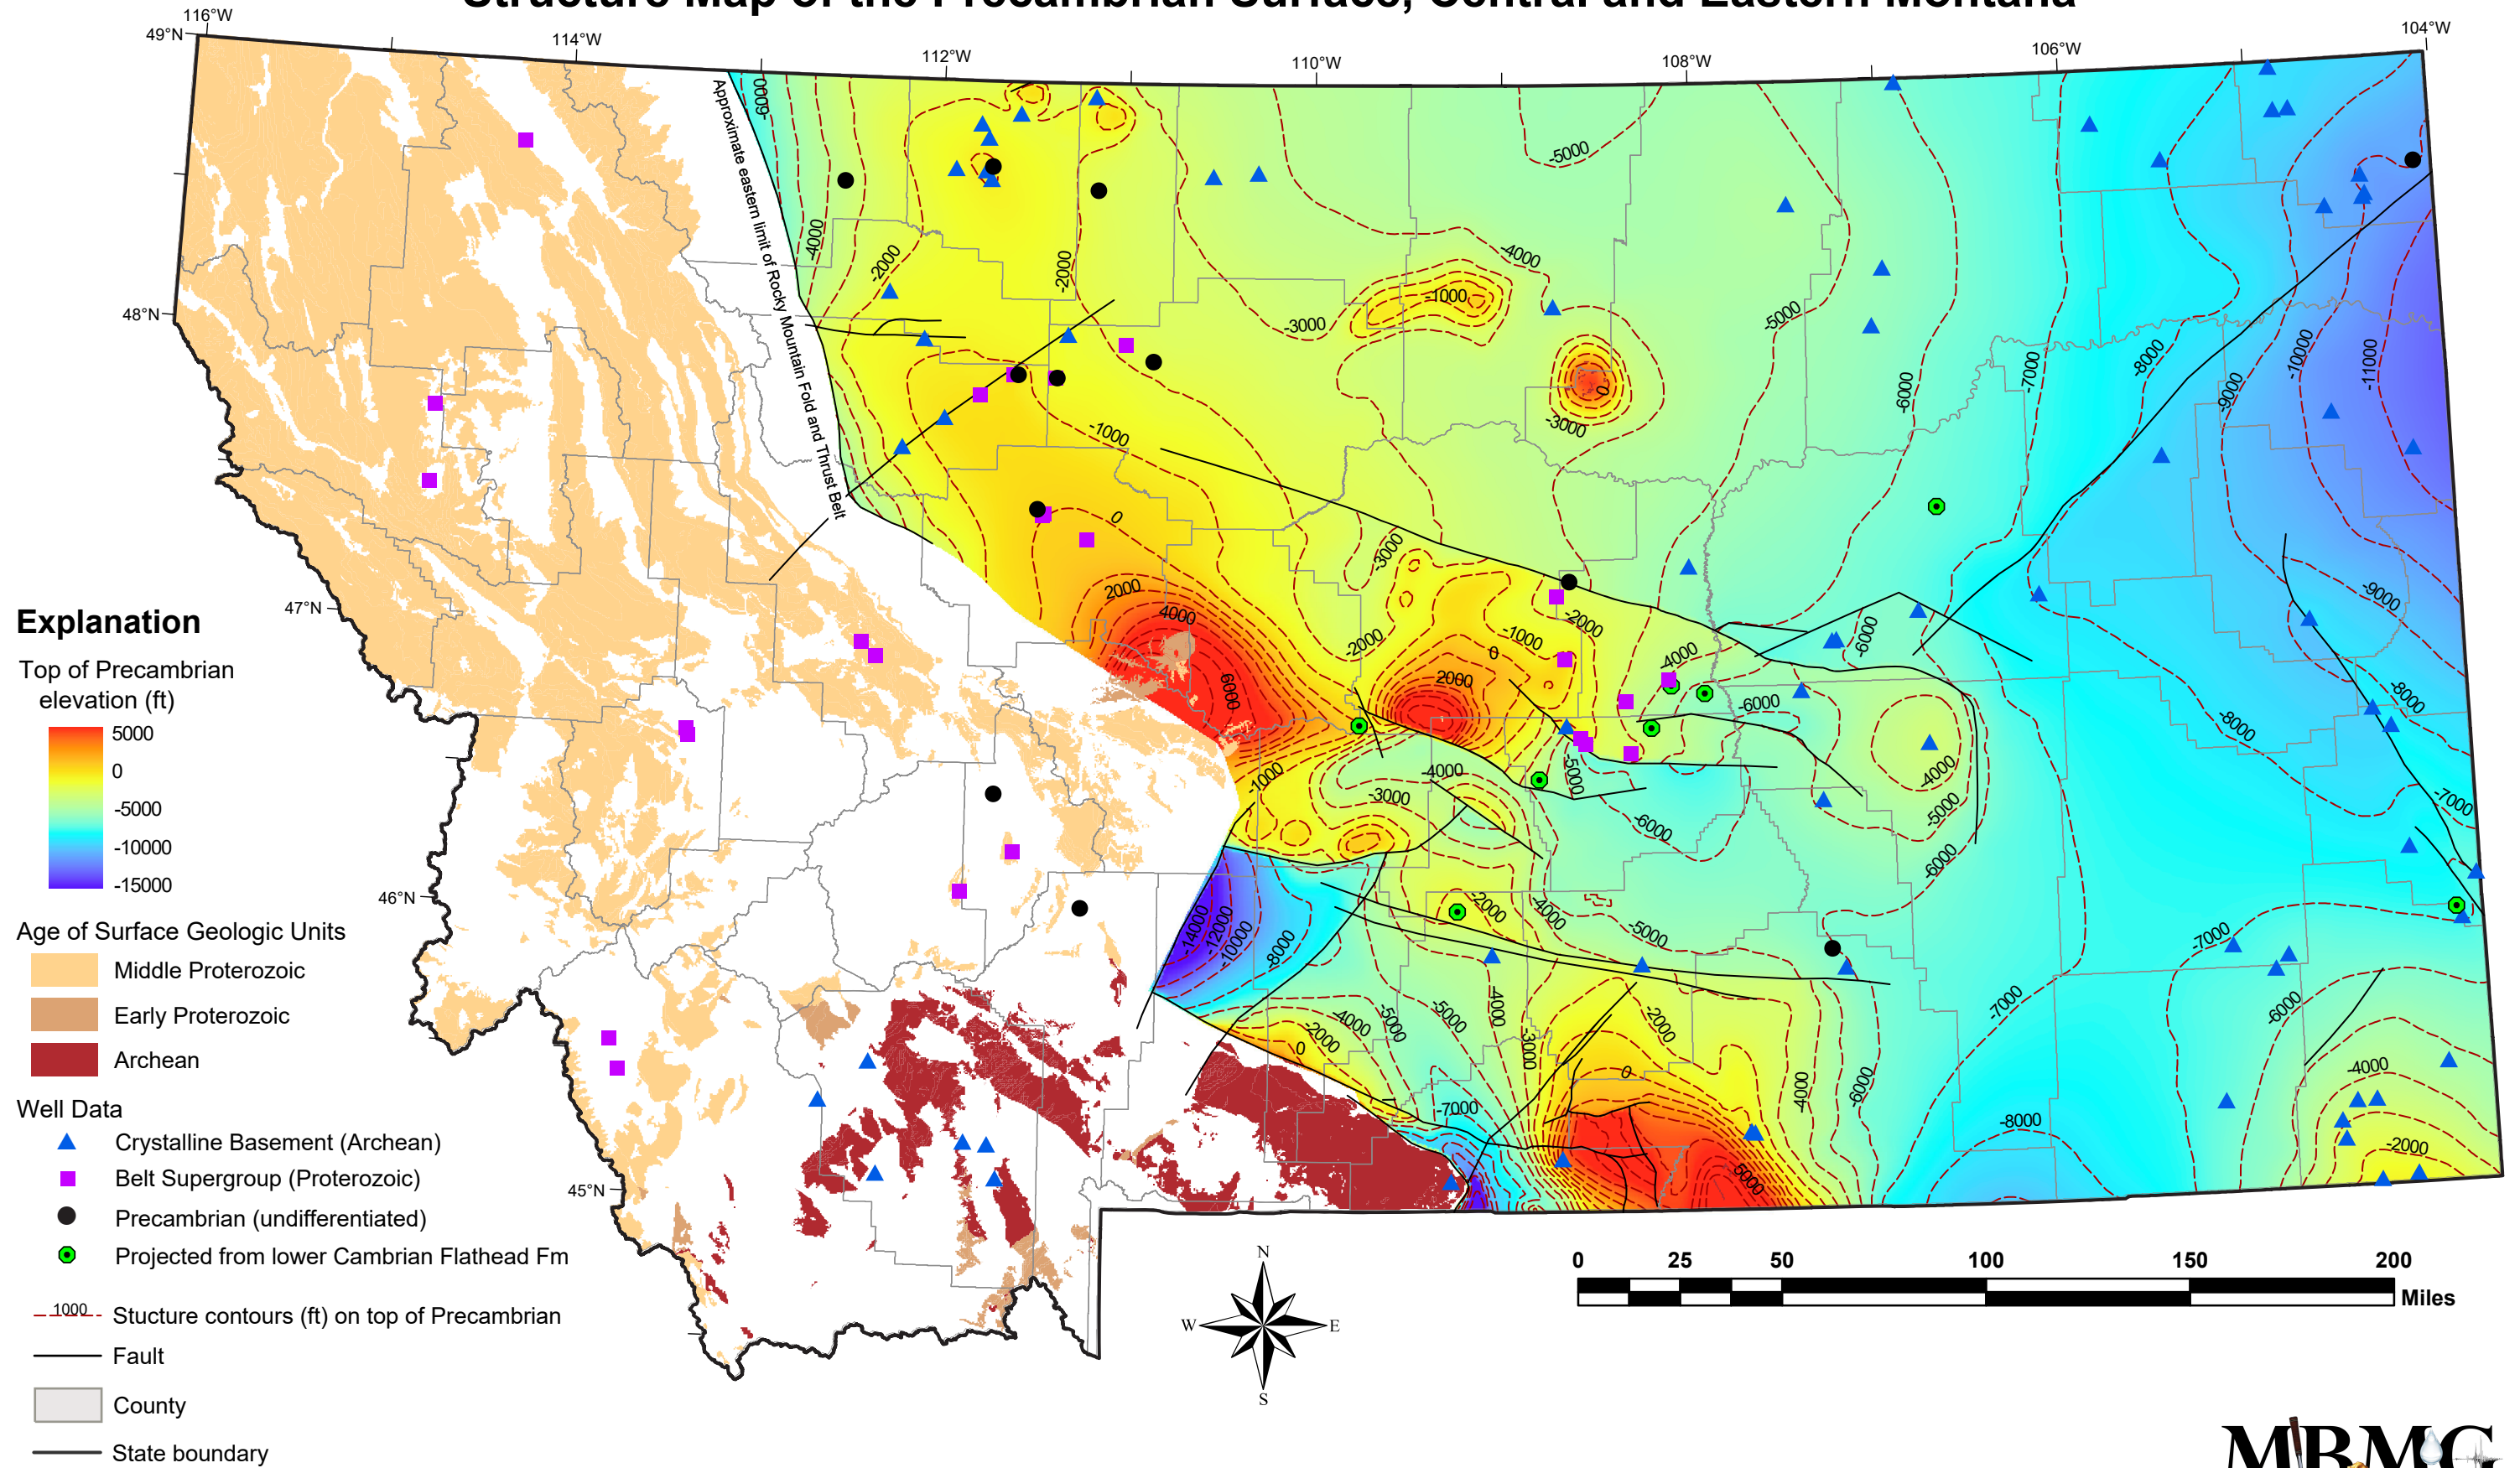 Structure Map of the Precambrian Surface, Central and Eastern Montana
116°W
114°W
112°W
110°W
108°W
106°W
104°W
49°N
48°N
47°N
46°N
45°N
Approximate eastern limit of Rocky Mountain Fold and Thrust Belt
-9000
-4000
-2000
-2000
-5000
-4000
-1000
-3000
-5000
0
-3000
-6000
-7000
-8000
-9000
-10000
-11000
-1000
0
-3000
2000
4000
6000
-2000
-2000
-1000
0
2000
-4000
-6000
-6000
-9000
-8000
-8000
-7000
-1000
-4000
-3000
-5000
-6000
-4000
-5000
-6000
-14000
-12000
-10000
-8000
-2000
-4000
-5000
-7000
-7000
-6000
-4000
-5000
-5000
-4000
-2000
0
-3000
-2000
0
-7000
-4000
-6000
-8000
-4000
-2000
5000
Explanation
Top of Precambrian
elevation (ft)
5000
0
-5000
-10000
-15000
Age of Surface Geologic Units
Middle Proterozoic
Early Proterozoic
Archean
Well Data
Crystalline Basement (Archean)
Belt Supergroup (Proterozoic)
Precambrian (undifferentiated)
Projected from lower Cambrian Flathead Fm
1000
Stucture contours (ft) on top of Precambrian
Fault
County
State boundary
N
W
E
S
0 25 50 100 150 200
Miles
MBMG